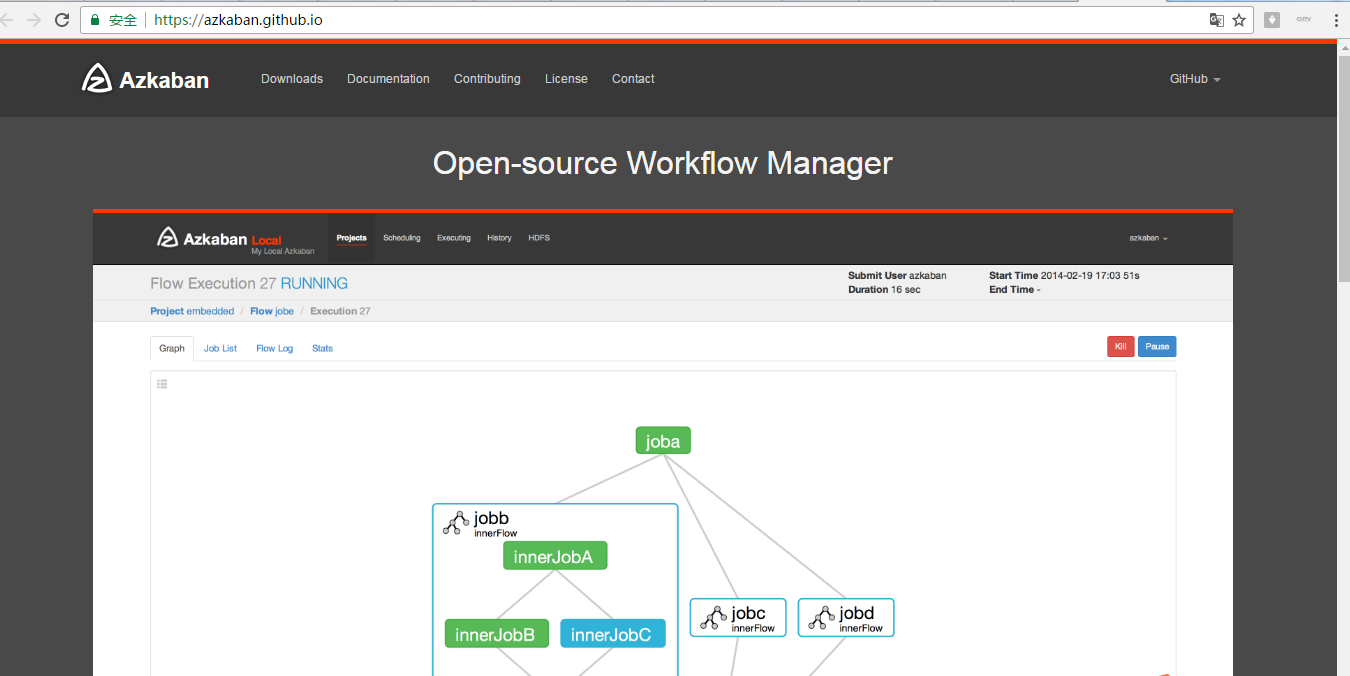 安全 https://azkaban.github.io
Azkaban Downloads Documentation Contributing License Contact GitHub
Open-source Workflow Manager
Azkaban Local Projects Scheduling Executing History HDFS azkaban
My Local Azkaban
Flow Execution 27 RUNNING
Submit User azkaban Start Time 2014-02-19 17:03 51s
Duration 16 sec End Time -
Project embedded / Flow jobe / Execution 27
Graph Job List Flow Log Stats Kill Pause
joba
jobb
innerFlow
innerJobA
jobc jobd
innerFlow innerFlow
innerJobB innerJobC